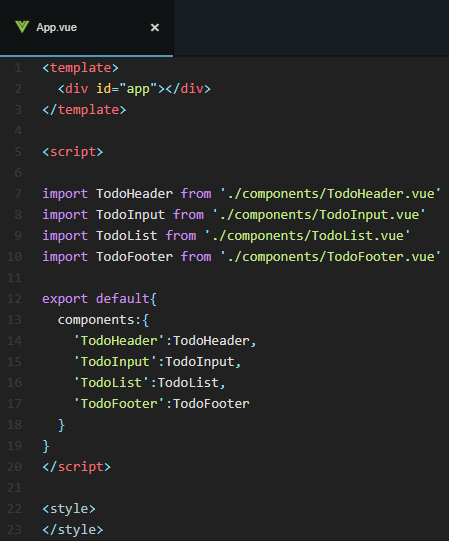 App.vue ×
1 <template>
2   <div id="app"></div>
3 </template>
4
5 <script>
6
7 import TodoHeader from './components/TodoHeader.vue'
8 import TodoInput from './components/TodoInput.vue'
9 import TodoList from './components/TodoList.vue'
10 import TodoFooter from './components/TodoFooter.vue'
11
12 export default{
13   components:{
14     'TodoHeader':TodoHeader,
15     'TodoInput':TodoInput,
16     'TodoList':TodoList,
17     'TodoFooter':TodoFooter
18   }
19 }
20 </script>
21
22 <style>
23 </style>